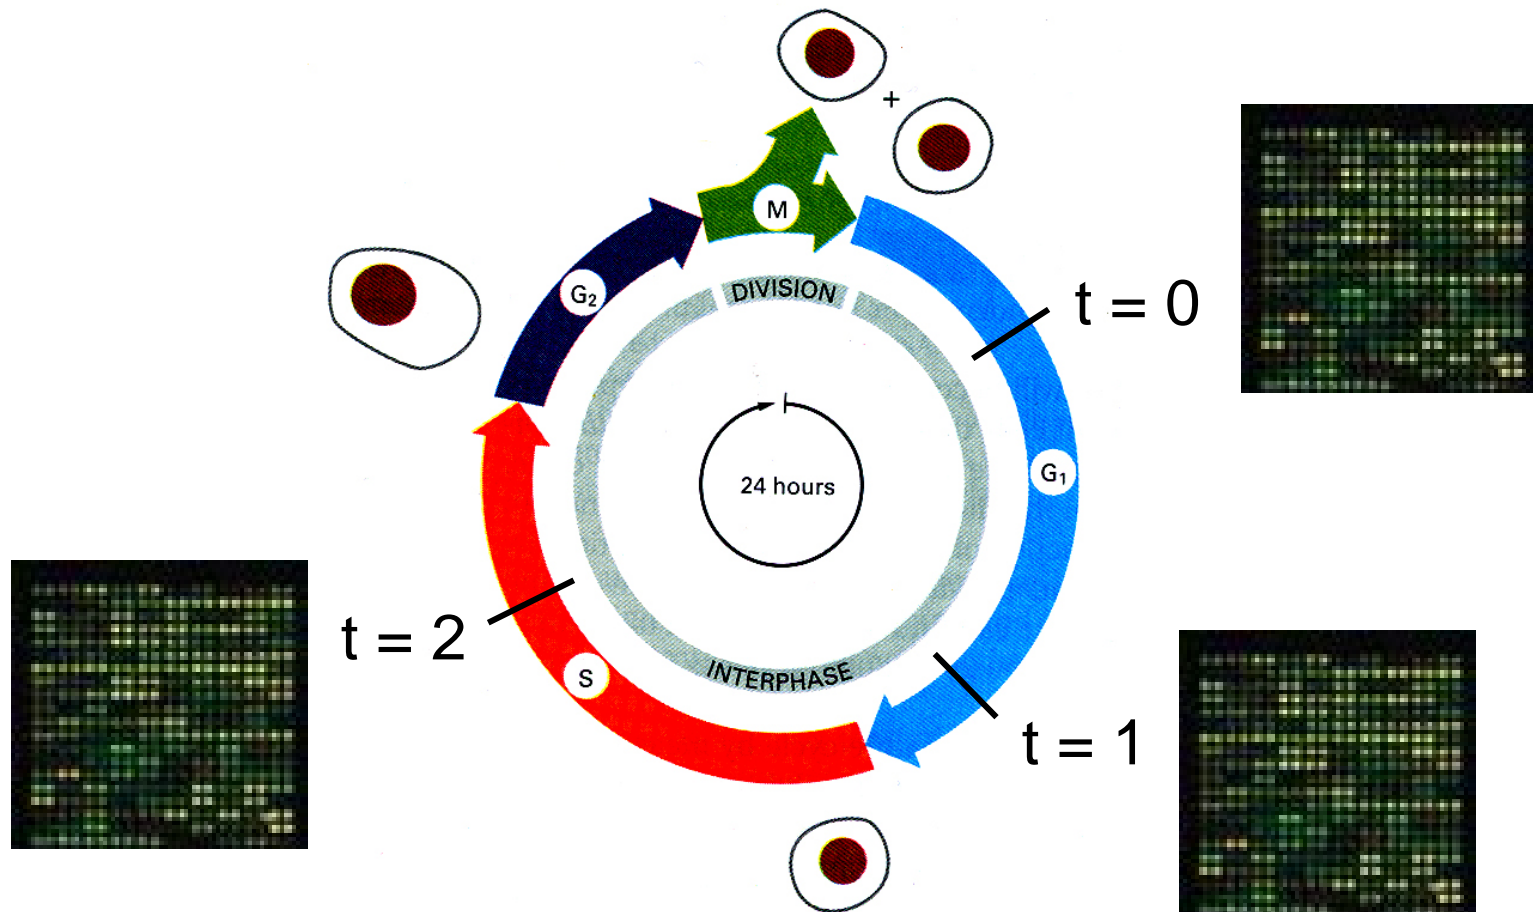 +
M
G₂
DIVISION
t = 0
G₁
24 hours
t = 2
INTERPHASE
S
t = 1